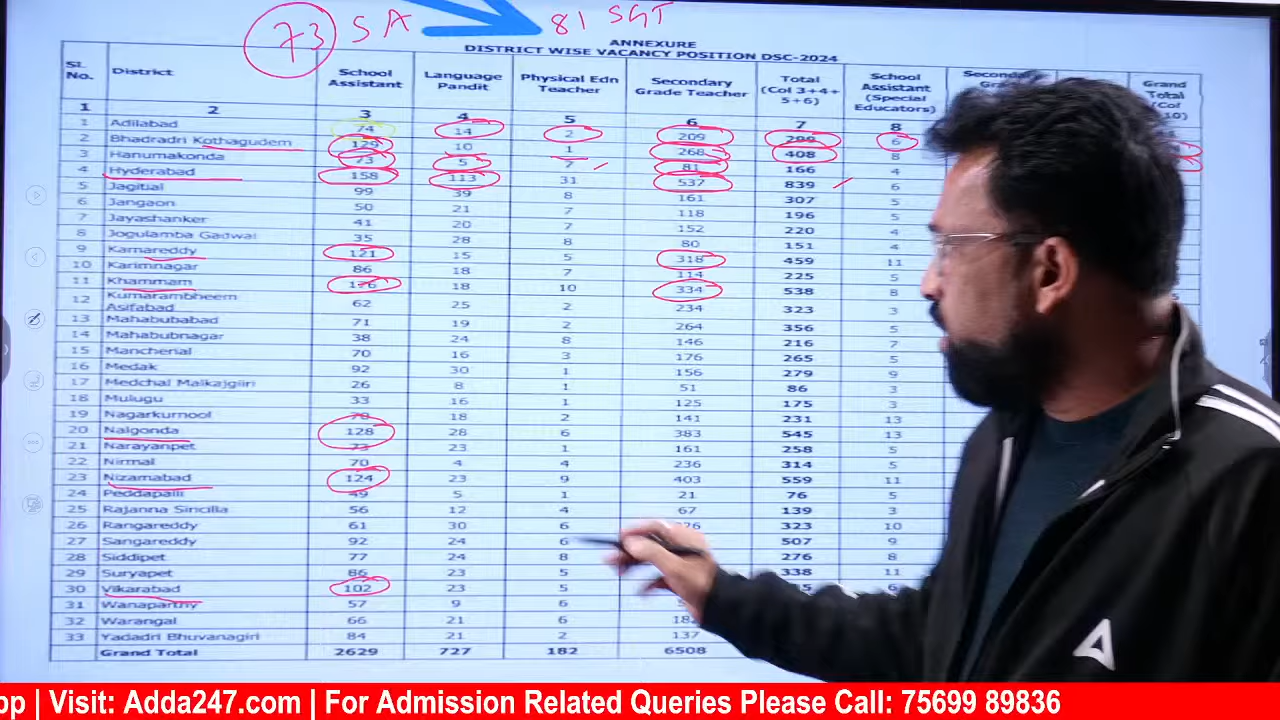 73 SA
81 SGT
ANNEXURE
DISTRICT WISE VACANCY POSITION DSC-2024
Sl. No. District School Assistant Language Pandit Physical Edn Teacher Secondary Grade Teacher Total (Col 3+4+ 5+6) School Assistant (Special Educators) Grand Total (Col
1 2 3 4 5 6 7 8
1 Adilabad 74 14 2 209 299 6
2 Bhadradri Kothagudem 129 10 1 268 408 8
3 Hanumakonda 73 5 7 81 166 4
4 Hyderabad 158 113 31 537 839 6
5 Jagitial 99 39 8 161 307 5
6 Jangaon 50 21 7 118 196 5
7 Jayashanker 41 20 7 152 220 4
8 Jogulamba Gadwal 35 28 8 80 151 4
9 Kamareddy 121 15 5 318 459 11
10 Karimnagar 86 18 7 114 225 5
11 Khammam 176 18 10 334 538 8
12 Kumarambheem Asifabad 62 25 2 234 323 3
13 Mahabubabad 71 19 2 264 356 5
14 Mahabubnagar 38 24 8 146 216 7
15 Mancherial 70 16 3 176 265 5
16 Medak 92 30 1 156 279 9
17 Medchal Malkajgiri 26 8 1 51 86 3
18 Mulugu 33 16 1 125 175 3
19 Nagarkurnool 70 18 2 141 231 13
20 Nalgonda 128 28 6 383 545 13
21 Narayanpet 73 23 1 161 258 5
22 Nirmal 70 4 4 236 314 5
23 Nizamabad 124 23 9 403 559 11
24 Peddapalli 49 5 1 21 76 5
25 Rajanna Sircilla 56 12 4 67 139 3
26 Rangareddy 61 30 6 323 10
27 Sangareddy 92 24 6 507 9
28 Siddipet 77 24 8 276 8
29 Suryapet 86 23 5 338 11
30 Vikarabad 102 23 5 6
31 Wanaparthy 57 9 6
32 Warangal 66 21 6 182
33 Yadadri Bhuvanagiri 84 21 2 137
Grand Total 2629 727 182 6508
| Visit: Adda247.com | For Admission Related Queries Please Call: 75699 89836